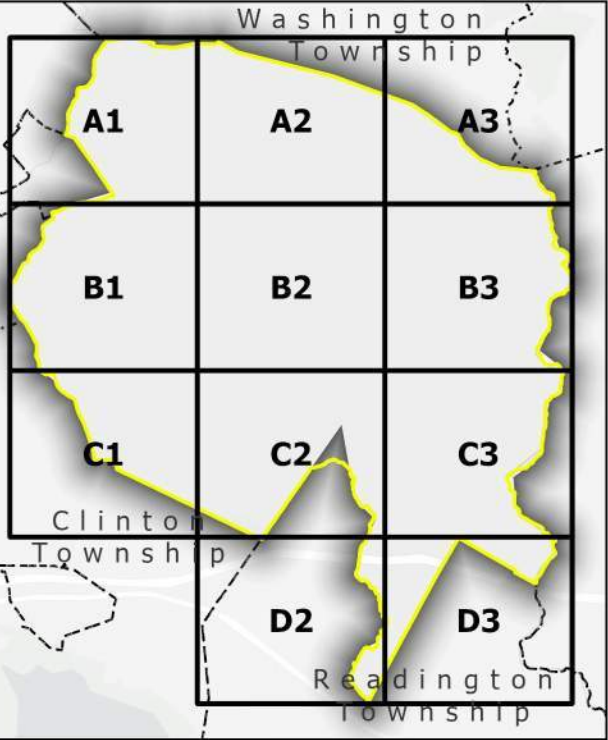 Washington
Township
A1 A2 A3
B1 B2 B3
C1 C2 C3
Clinton
Township
D2 D3
Readington
Township